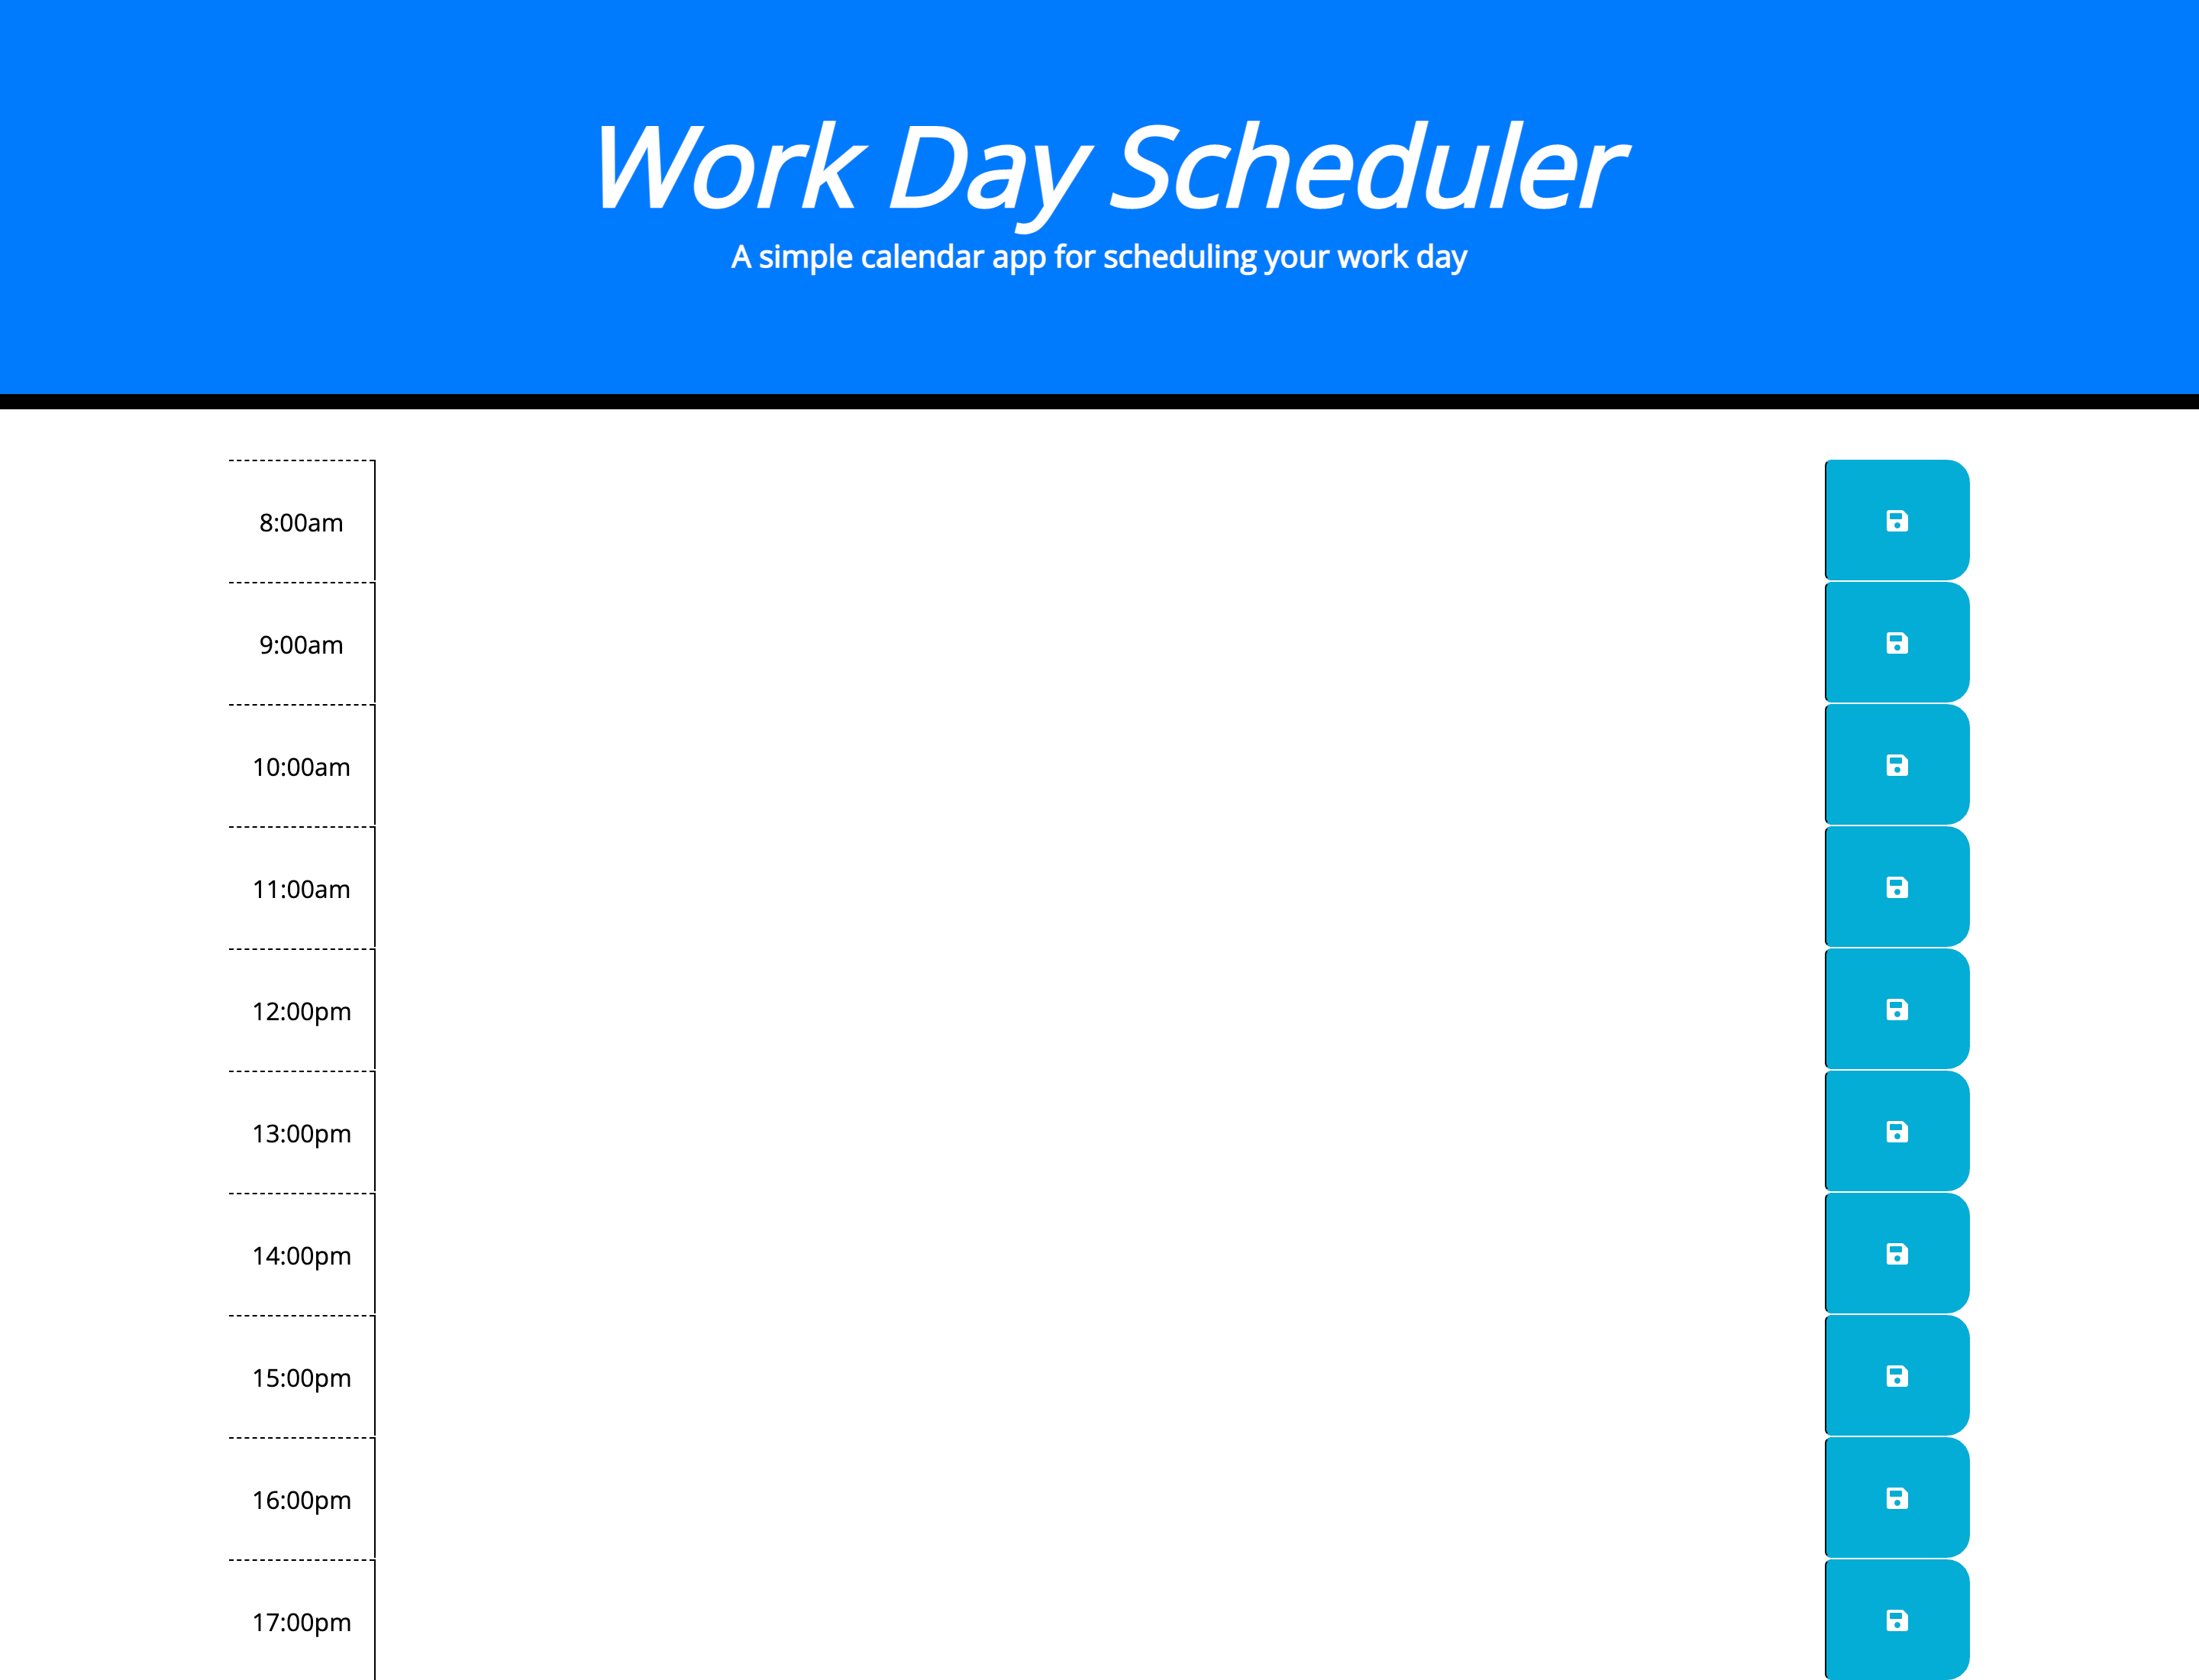 Work Day Scheduler
A simple calendar app for scheduling your work day
8:00am
9:00am
10:00am
11:00am
12:00pm
13:00pm
14:00pm
15:00pm
16:00pm
17:00pm